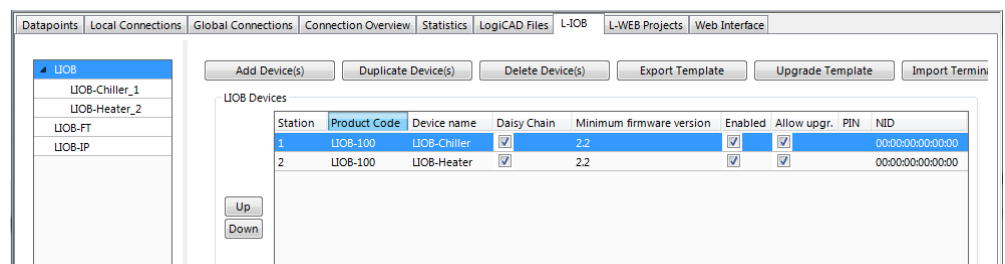 Datapoints Local Connections Global Connections Connection Overview Statistics LogiCAD Files L-IOB L-WEB Projects Web Interface
LIOB
LIOB-Chiller_1
LIOB-Heater_2
LIOB-FT
LIOB-IP
Add Device(s) Duplicate Device(s) Delete Device(s) Export Template Upgrade Template Import Termina
LIOB Devices
Station Product Code Device name Daisy Chain Minimum firmware version Enabled Allow upgr. PIN NID
1 LIOB-100 LIOB-Chiller 2.2 00:00:00:00:00:00
2 LIOB-100 LIOB-Heater 2.2 00:00:00:00:00:00
Up
Down